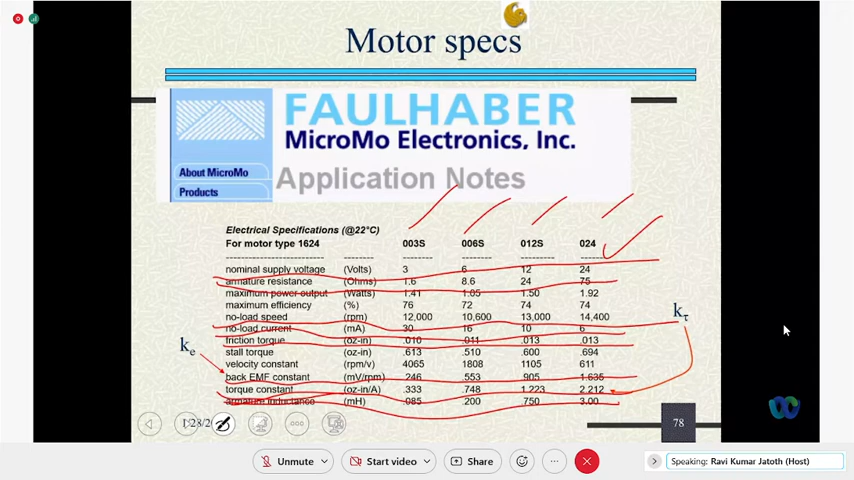 Motor specs
FAULHABER
MicroMo Electronics, Inc.
About MicroMo
Application Notes
Products
Electrical Specifications (@22°C)
For motor type 1624 003S 006S 012S 024
nominal supply voltage (Volts) 3 6 12 24
armature resistance (Ohms) 1.6 8.6 24 75
maximum power output (Watts) 1.41 1.05 1.50 1.92
maximum efficiency (%) 76 72 74 74
no-load speed (rpm) 12,000 10,600 13,000 14,400
no-load current (mA) 30 16 10 6
friction torque (oz-in) .010 .011 .013 .013
stall torque (oz-in) .613 .510 .600 .694
velocity constant (rpm/v) 4065 1808 1105 611
back EMF constant (mV/rpm) .246 .553 .905 1.635
torque constant (oz-in/A) .333 .748 1.223 2.212
armature inductance (mH) .085 .200 .750 3.00
kτ
ke
78
Unmute
Start video
Share
Speaking: Ravi Kumar Jatoth (Host)